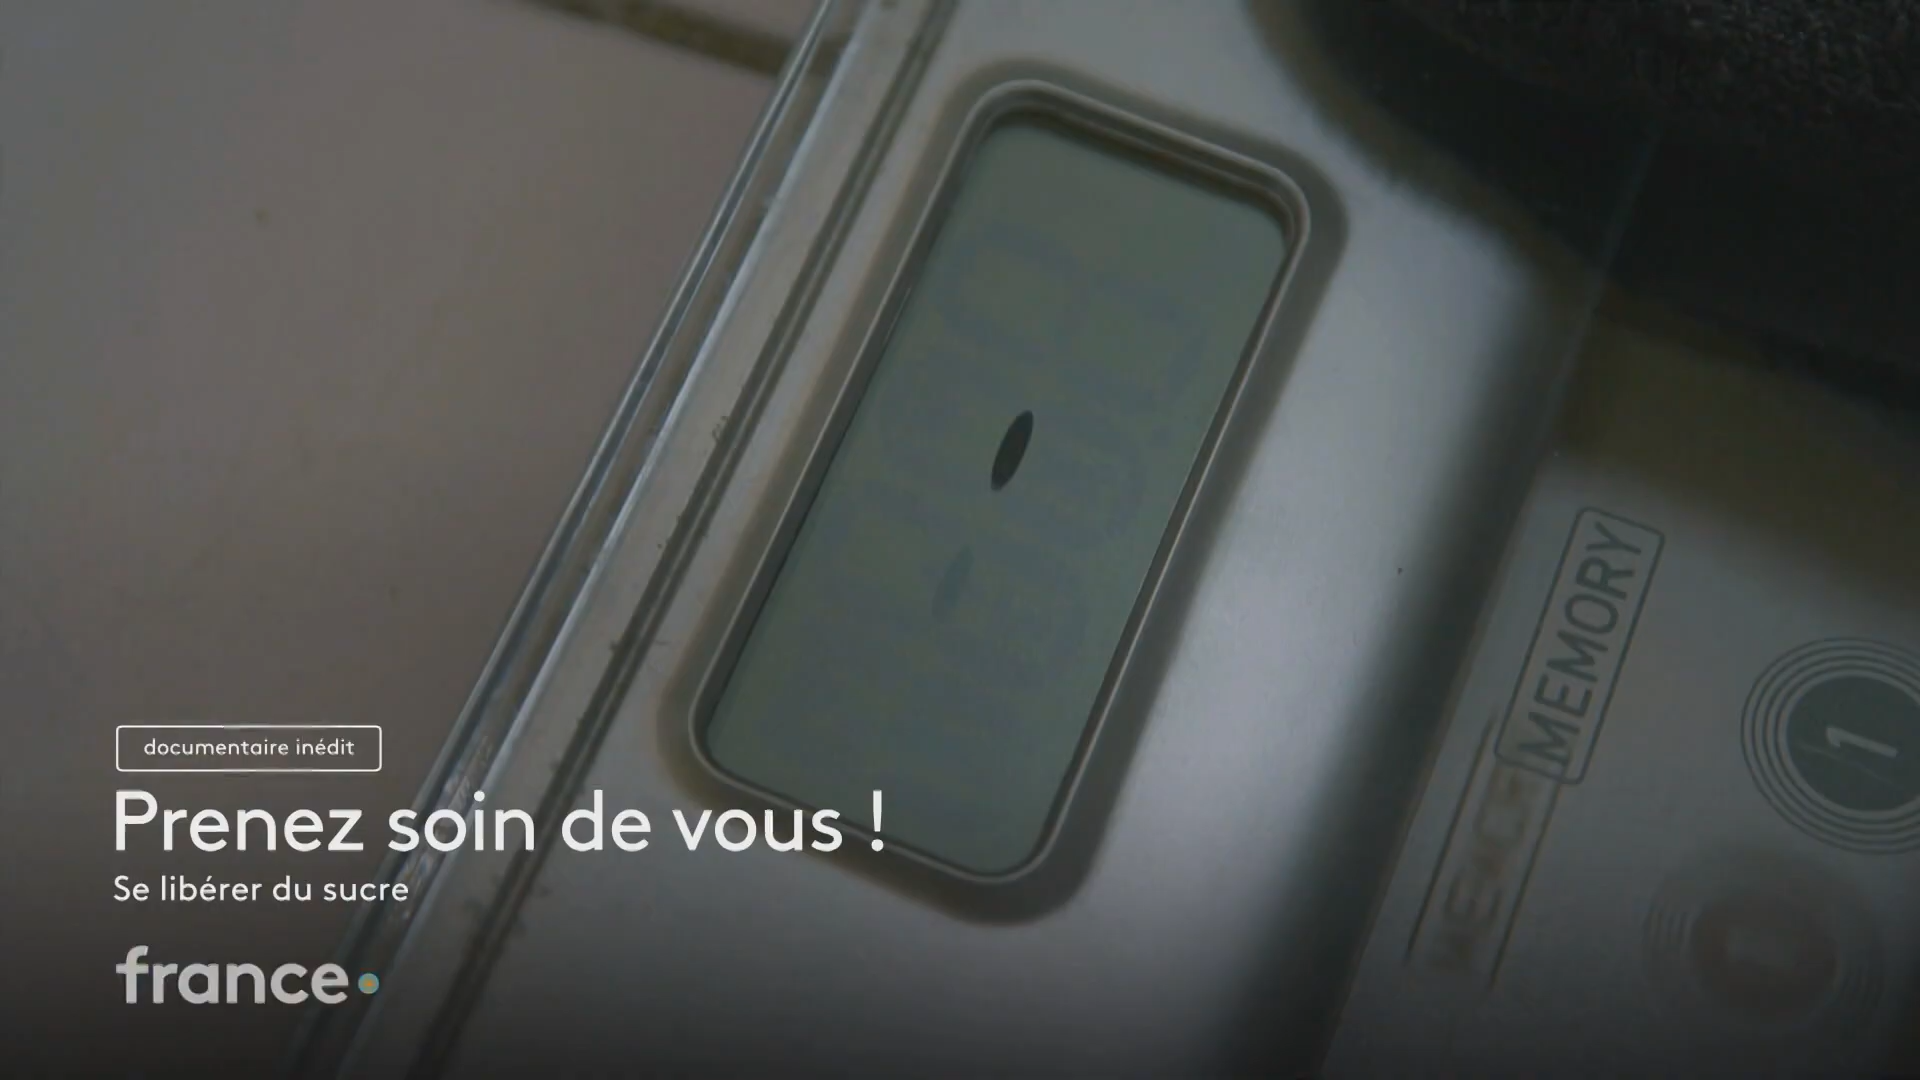 MEMORY
1
documentaire inédit
Prenez soin de vous !
Se libérer du sucre
france